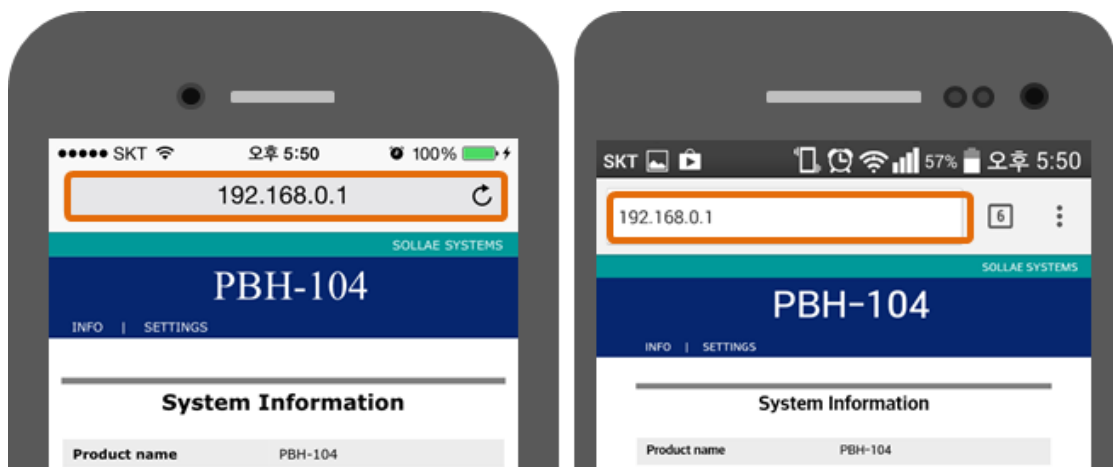 SKT 오후 5:50 100%
192.168.0.1
SOLLAE SYSTEMS
PBH-104
INFO | SETTINGS
System Information
Product name PBH-104
SKT 57% 오후 5:50
192.168.0.1 6
SOLLAE SYSTEMS
PBH-104
INFO | SETTINGS
System Information
Product name PBH-104